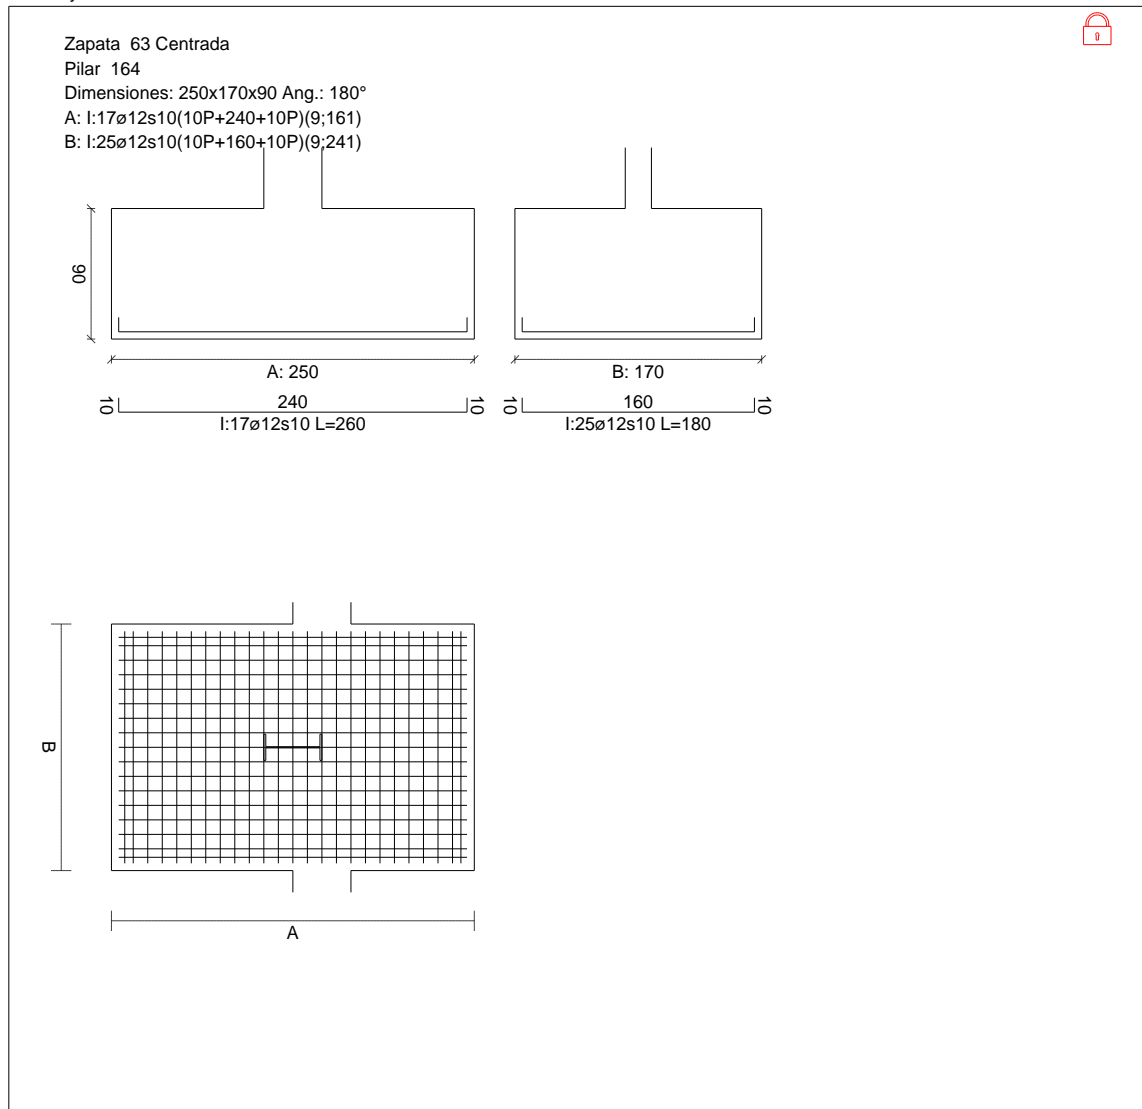 Zapata 63 Centrada
Pilar 164
Dimensiones: 250x170x90 Ang.: 180°
A: I:17ø12s10(10P+240+10P)(9;161)
B: I:25ø12s10(10P+160+10P)(9;241)
90
A: 250
B: 170
10 240 10
10 160 10
I:17ø12s10 L=260
I:25ø12s10 L=180
B
A